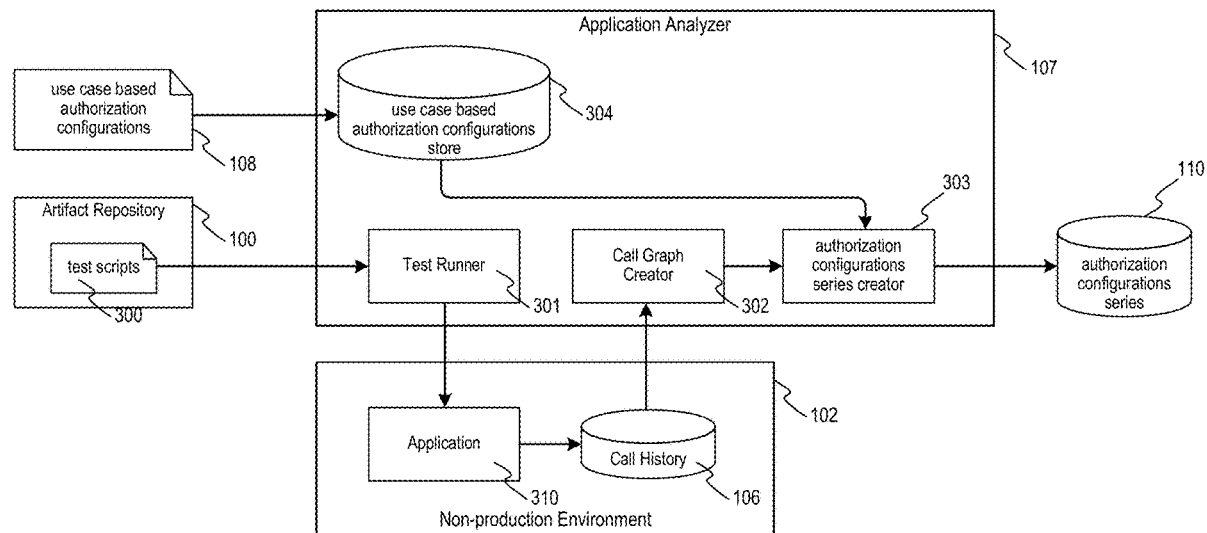 Application Analyzer
107
use case based
authorization
configurations
108
use case based
authorization configurations
store
304
Artifact Repository
100
test scripts
300
Test Runner
301
Call Graph
Creator
302
303
authorization
configurations
series creator
110
authorization
configurations
series
102
Application
310
Call History
106
Non-production Environment